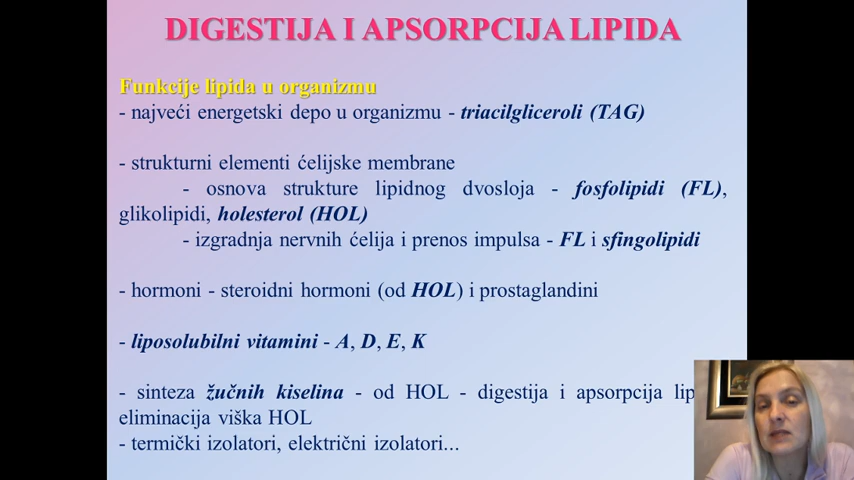 DIGESTIJA I APSORPCIJA LIPIDA
Funkcije lipida u organizmu
- najveći energetski depo u organizmu - triacilgliceroli (TAG)
- strukturni elementi ćelijske membrane
- osnova strukture lipidnog dvosloja - fosfolipidi (FL),
glikolipidi, holesterol (HOL)
- izgradnja nervnih ćelija i prenos impulsa - FL i sfingolipidi
- hormoni - steroidni hormoni (od HOL) i prostaglandini
- liposolubilni vitamini - A, D, E, K
- sinteza žučnih kiselina - od HOL - digestija i apsorpcija
eliminacija viška HOL
- termički izolatori, električni izolatori...